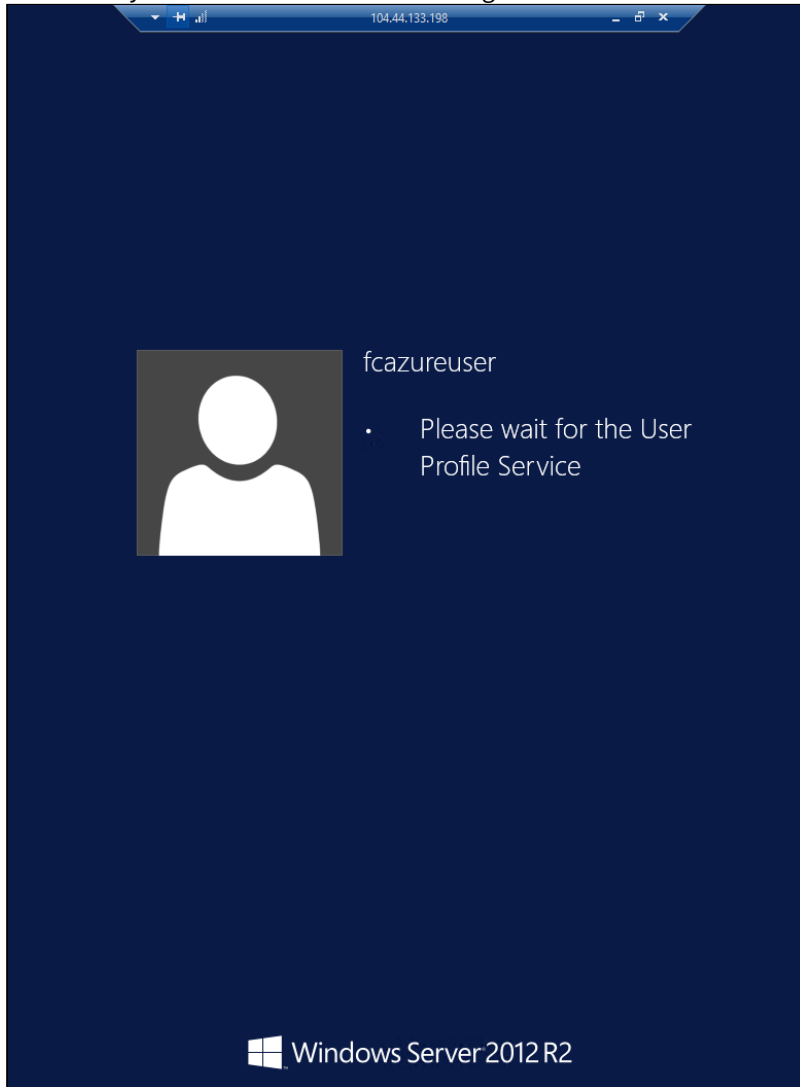 104.44.133.198
fcazureuser
Please wait for the User
Profile Service
Windows Server 2012 R2